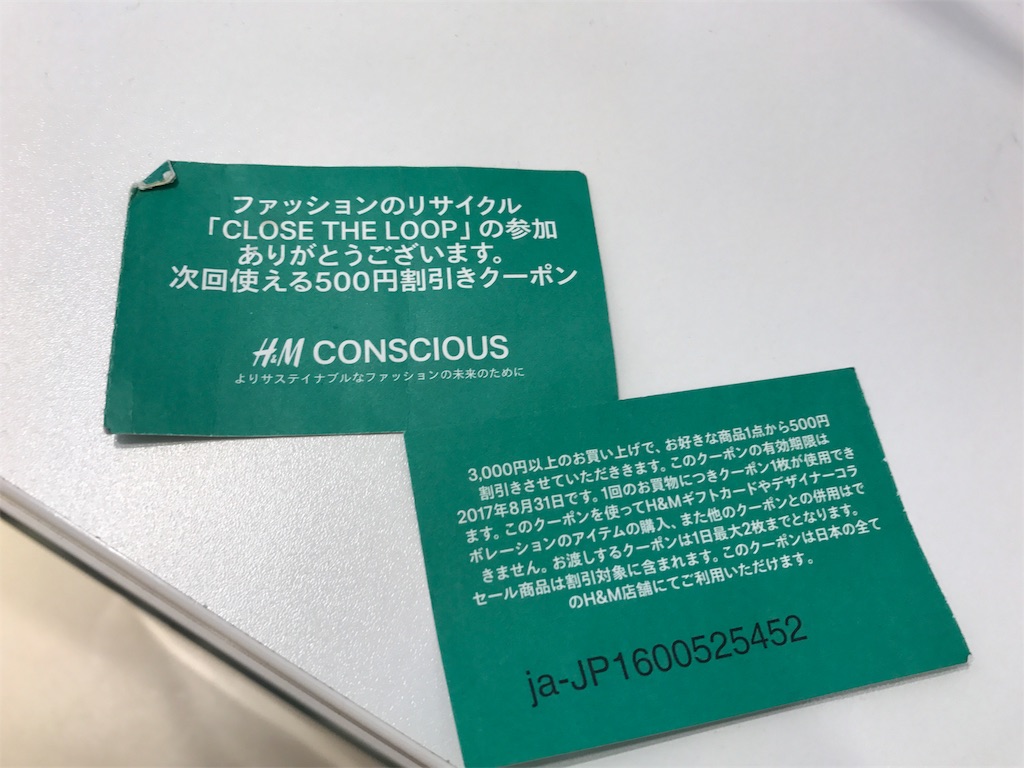 ファッションのリサイクル
「CLOSE THE LOOP」の参加
ありがとうございます。
次回使える500円割引きクーポン
H&M CONSCIOUS
よりサステイナブルなファッションの未来のために
3,000円以上のお買い上げで、お好きな商品1点から500円
割引きさせていただききます。このクーポンの有効期限は
2017年8月31日です。1回のお買物につきクーポン1枚が使用でき
ます。このクーポンを使ってH&Mギフトカードやデザイナーコラ
ボレーションのアイテムの購入、また他のクーポンとの併用はで
きません。お渡しするクーポンは1日最大2枚までとなります。
セール商品は割引対象に含まれます。このクーポンは日本の全て
のH&M店舗にてご利用いただけます。
ja-JP1600525452